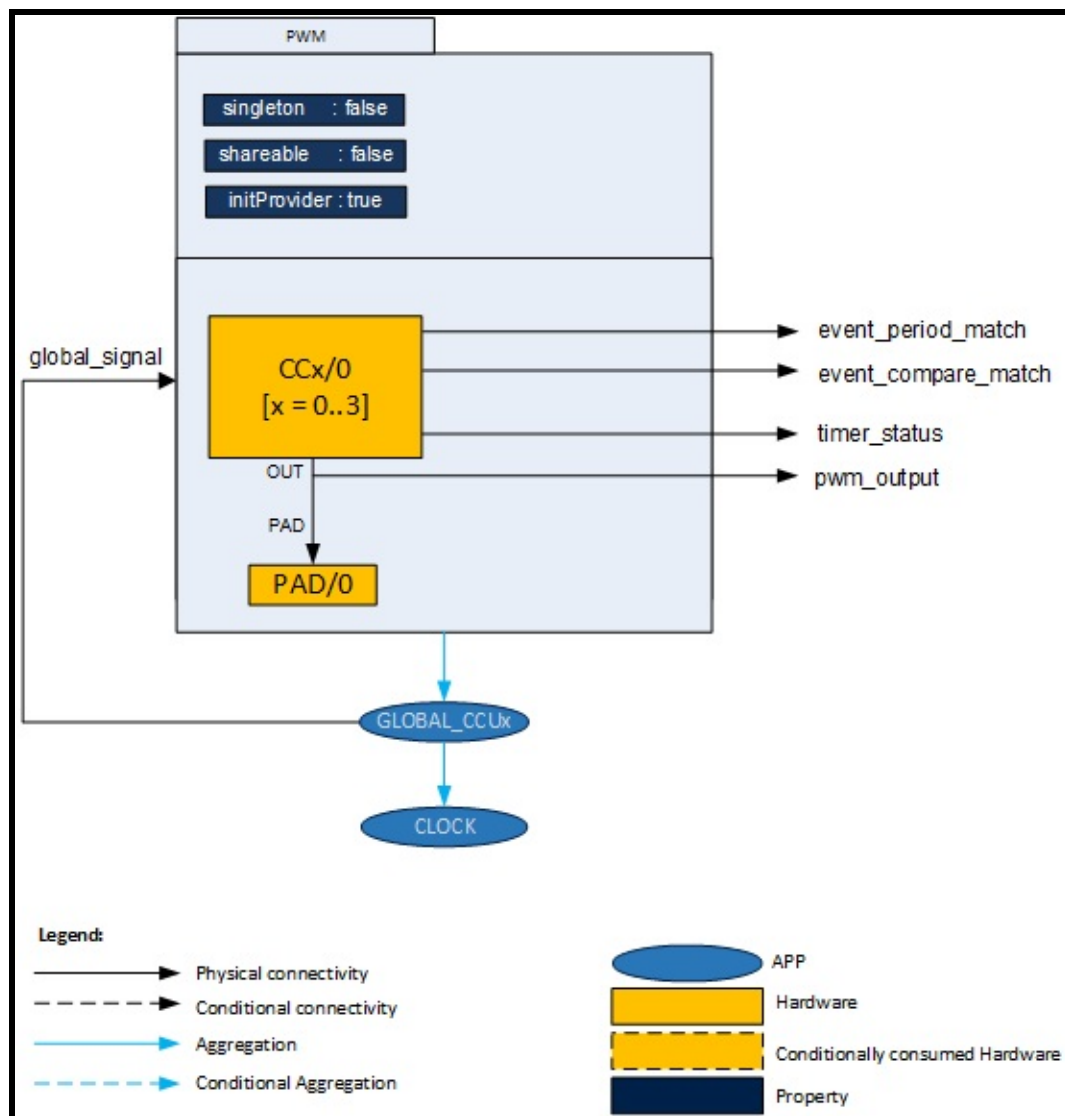 PWM
singleton : false
shareable : false
initProvider : true
global_signal
CCx/0
[x = 0..3]
event_period_match
event_compare_match
timer_status
OUT
pwm_output
PAD
PAD/0
GLOBAL_CCUx
CLOCK
Legend:
Physical connectivity
Conditional connectivity
Aggregation
Conditional Aggregation
APP
Hardware
Conditionally consumed Hardware
Property